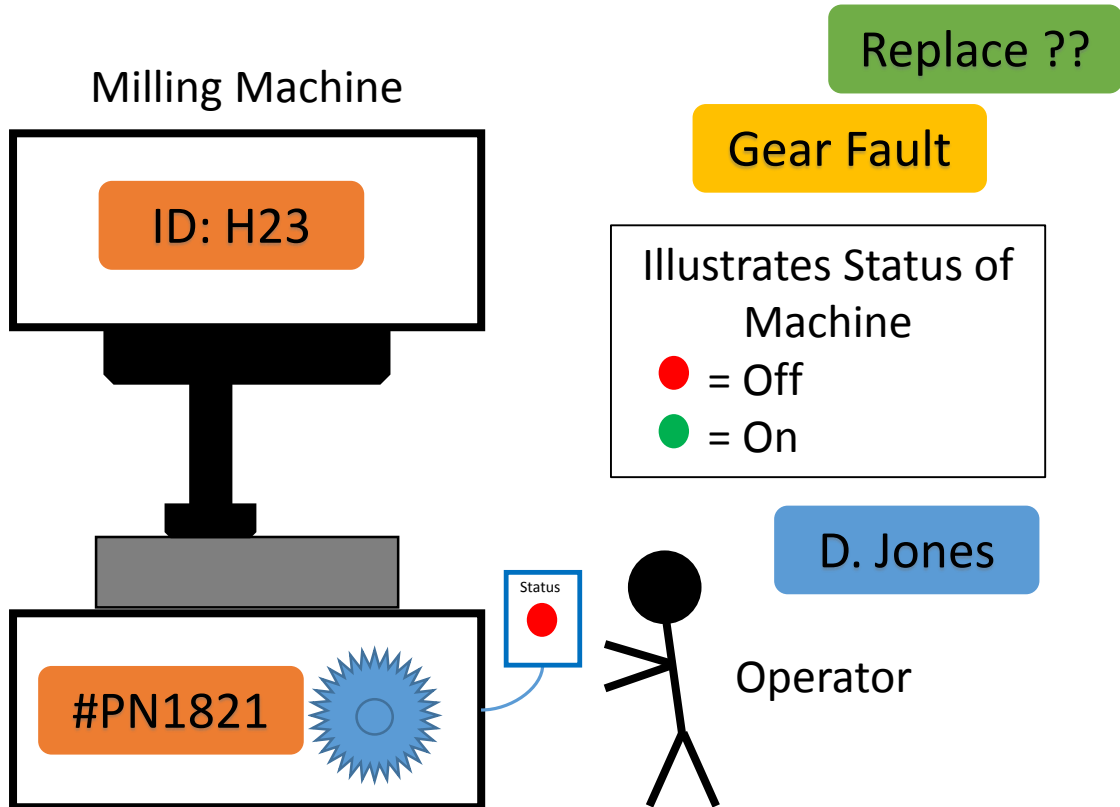 Replace ??
Milling Machine
Gear Fault
ID: H23
Illustrates Status of
Machine
= Off
= On
D. Jones
Status
Operator
#PN1821